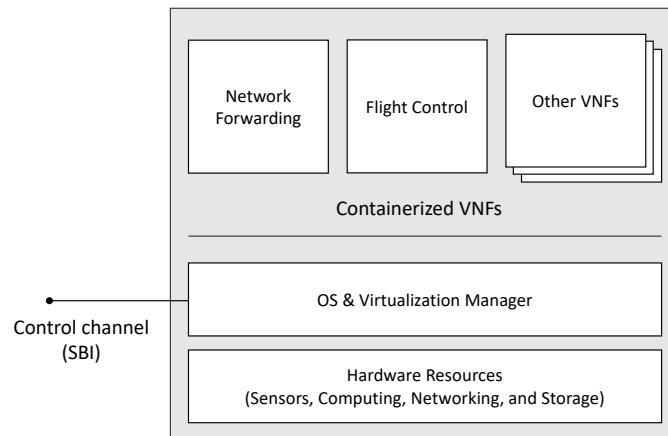 Network
Forwarding
Flight Control
Other VNFs
Containerized VNFs
OS & Virtualization Manager
Control channel
(SBI)
Hardware Resources
(Sensors, Computing, Networking, and Storage)